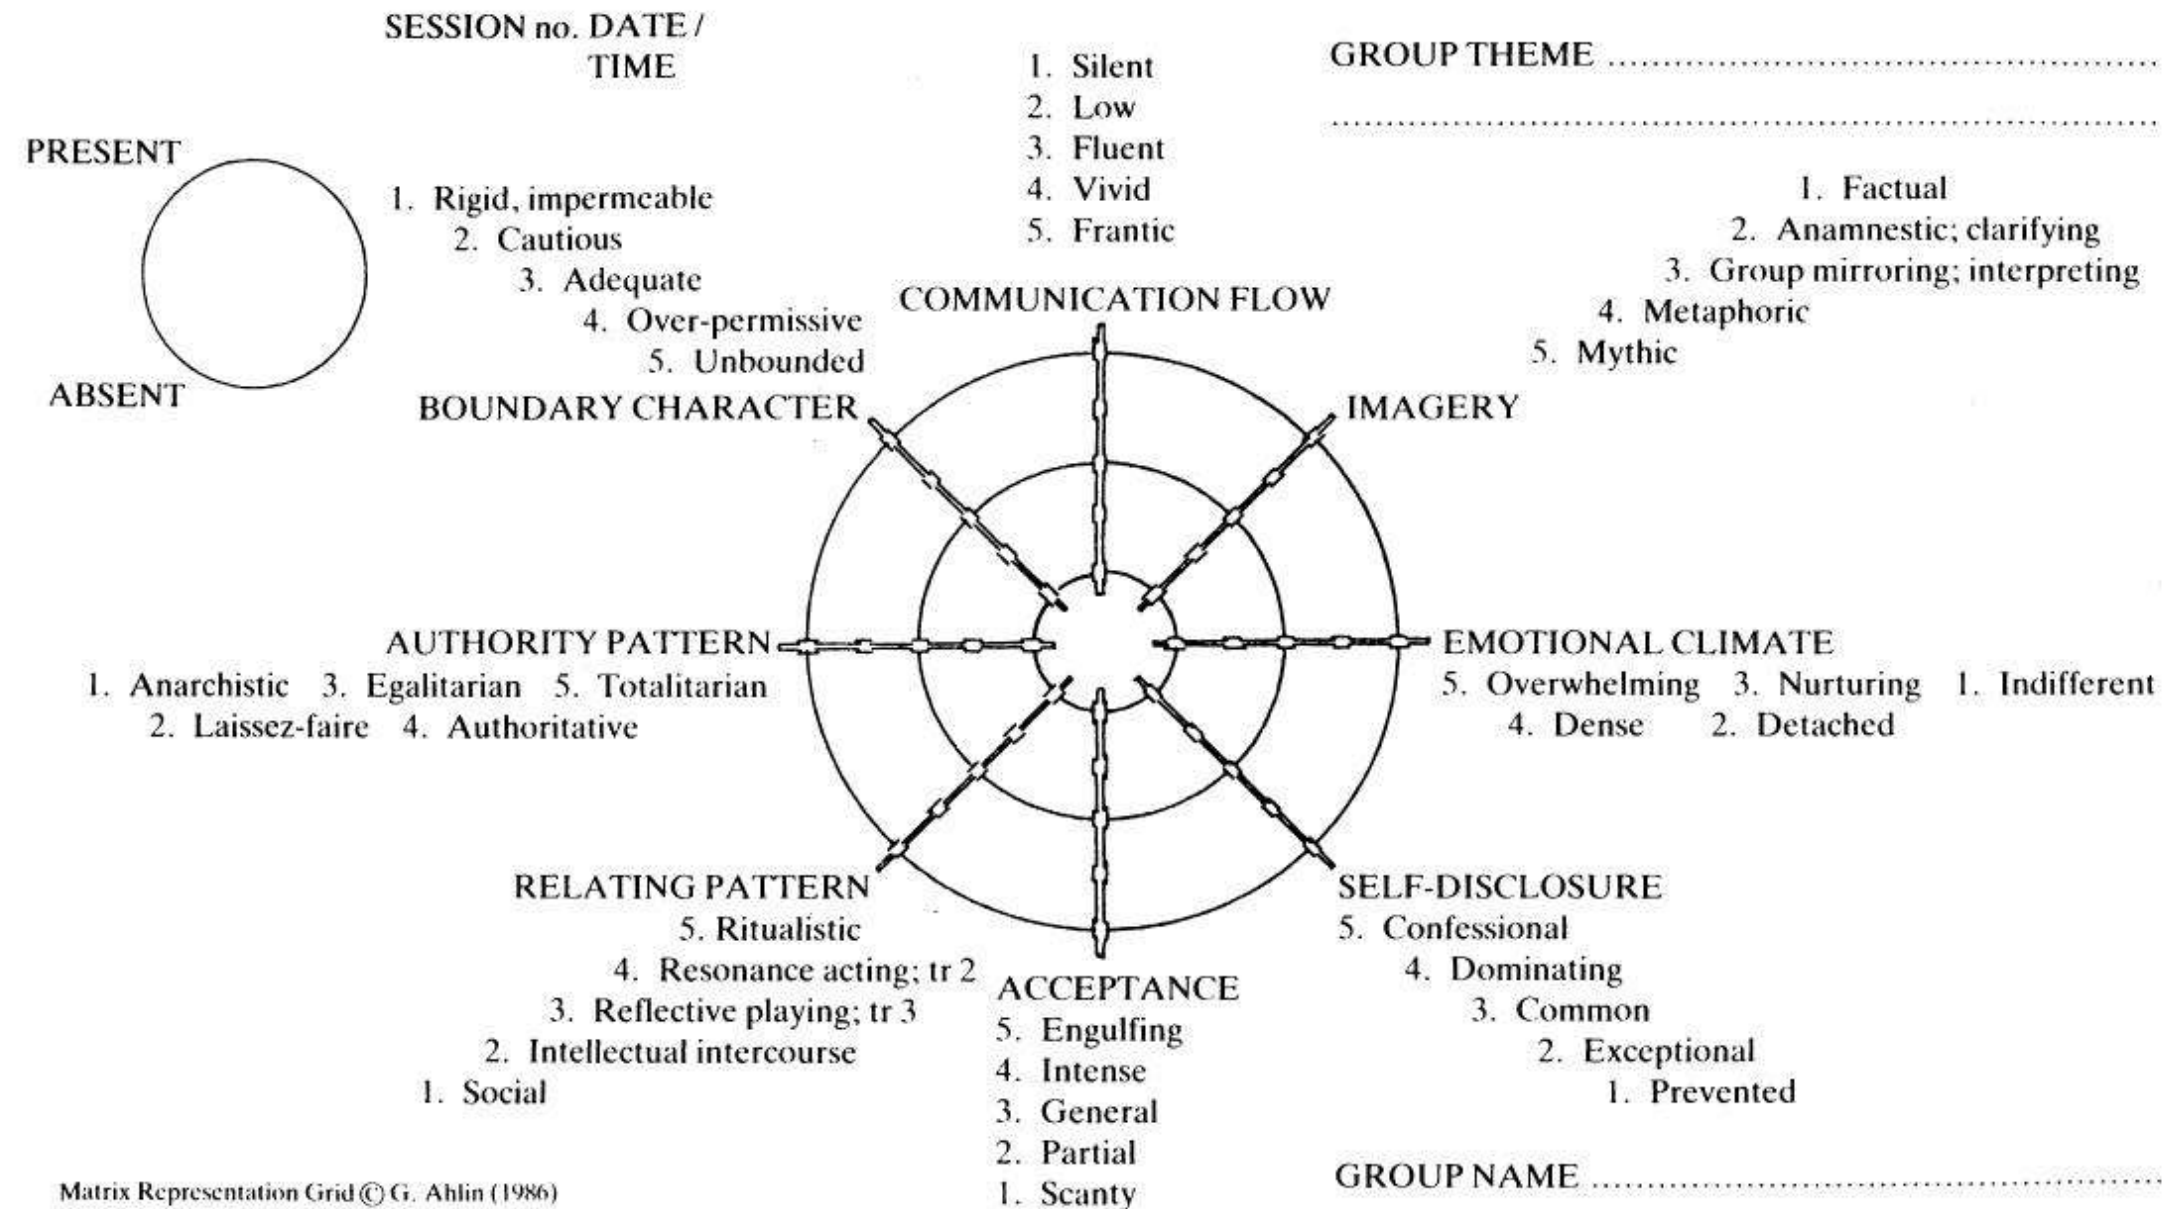 SESSION no. DATE /
TIME
GROUP THEME ..................................................
...........................................................................
PRESENT
ABSENT
1. Silent
2. Low
3. Fluent
4. Vivid
5. Frantic
COMMUNICATION FLOW
1. Rigid, impermeable
2. Cautious
3. Adequate
4. Over-permissive
5. Unbounded
BOUNDARY CHARACTER
1. Factual
2. Anamnestic; clarifying
3. Group mirroring; interpreting
4. Metaphoric
5. Mythic
IMAGERY
AUTHORITY PATTERN
1. Anarchistic 3. Egalitarian 5. Totalitarian
2. Laissez-faire 4. Authoritative
EMOTIONAL CLIMATE
5. Overwhelming 3. Nurturing 1. Indifferent
4. Dense 2. Detached
RELATING PATTERN
5. Ritualistic
4. Resonance acting; tr 2
3. Reflective playing; tr 3
2. Intellectual intercourse
1. Social
ACCEPTANCE
5. Engulfing
4. Intense
3. General
2. Partial
1. Scanty
SELF-DISCLOSURE
5. Confessional
4. Dominating
3. Common
2. Exceptional
1. Prevented
GROUP NAME ..................................................
Matrix Representation Grid © G. Ahlin (1986)